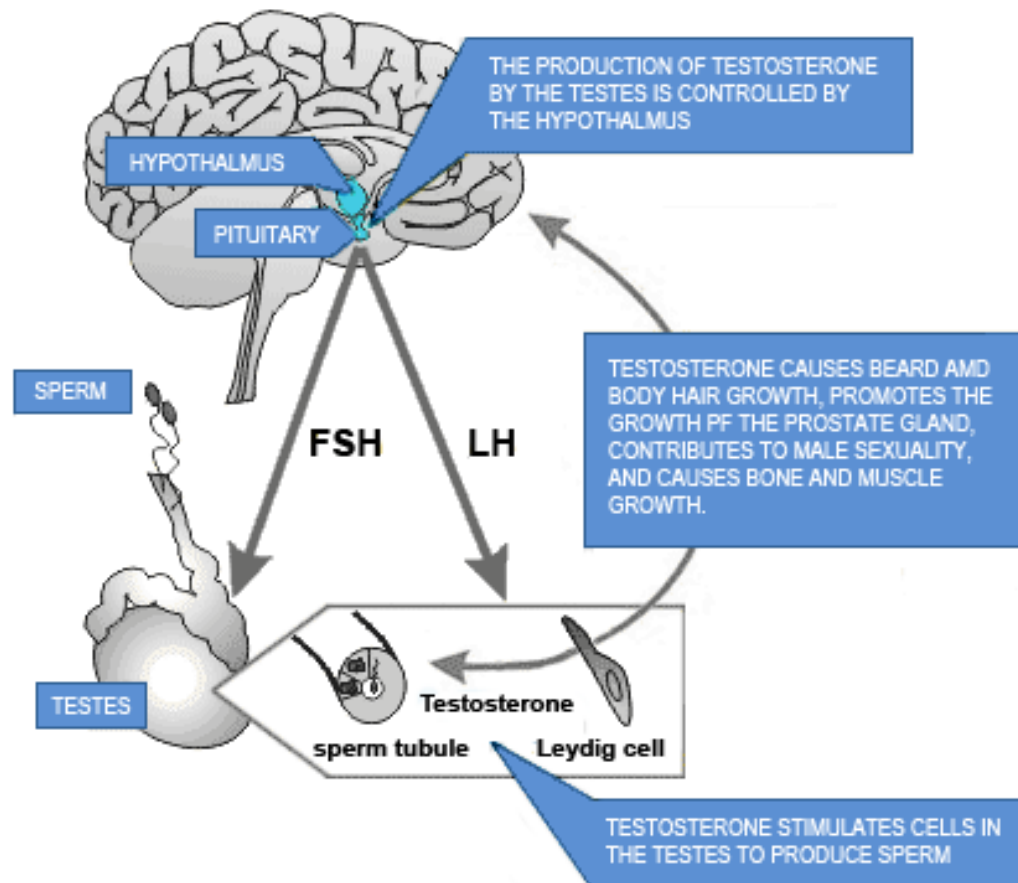 THE PRODUCTION OF TESTOSTERONE
BY THE TESTES IS CONTROLLED BY
THE HYPOTHALMUS
HYPOTHALMUS
PITUITARY
SPERM
FSH
LH
TESTOSTERONE CAUSES BEARD AMD
BODY HAIR GROWTH, PROMOTES THE
GROWTH PF THE PROSTATE GLAND,
CONTRIBUTES TO MALE SEXUALITY,
AND CAUSES BONE AND MUSCLE
GROWTH.
TESTES
Testosterone
sperm tubule
Leydig cell
TESTOSTERONE STIMULATES CELLS IN
THE TESTES TO PRODUCE SPERM